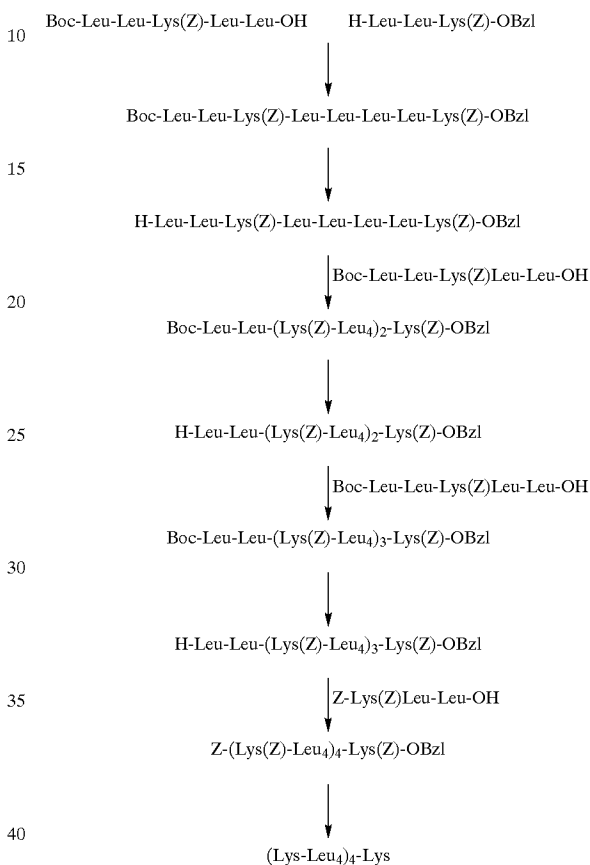 10 Boc-Leu-Leu-Lys(Z)-Leu-Leu-OH H-Leu-Leu-Lys(Z)-OBzl
Boc-Leu-Leu-Lys(Z)-Leu-Leu-Leu-Leu-Lys(Z)-OBzl
15
H-Leu-Leu-Lys(Z)-Leu-Leu-Leu-Leu-Lys(Z)-OBzl
Boc-Leu-Leu-Lys(Z)Leu-Leu-OH
20
Boc-Leu-Leu-(Lys(Z)-Leu4)2-Lys(Z)-OBzl
25 H-Leu-Leu-(Lys(Z)-Leu4)2-Lys(Z)-OBzl
Boc-Leu-Leu-Lys(Z)Leu-Leu-OH
Boc-Leu-Leu-(Lys(Z)-Leu4)3-Lys(Z)-OBzl
30
H-Leu-Leu-(Lys(Z)-Leu4)3-Lys(Z)-OBzl
35 Z-Lys(Z)Leu-Leu-OH
Z-(Lys(Z)-Leu4)4-Lys(Z)-OBzl
40
(Lys-Leu4)4-Lys